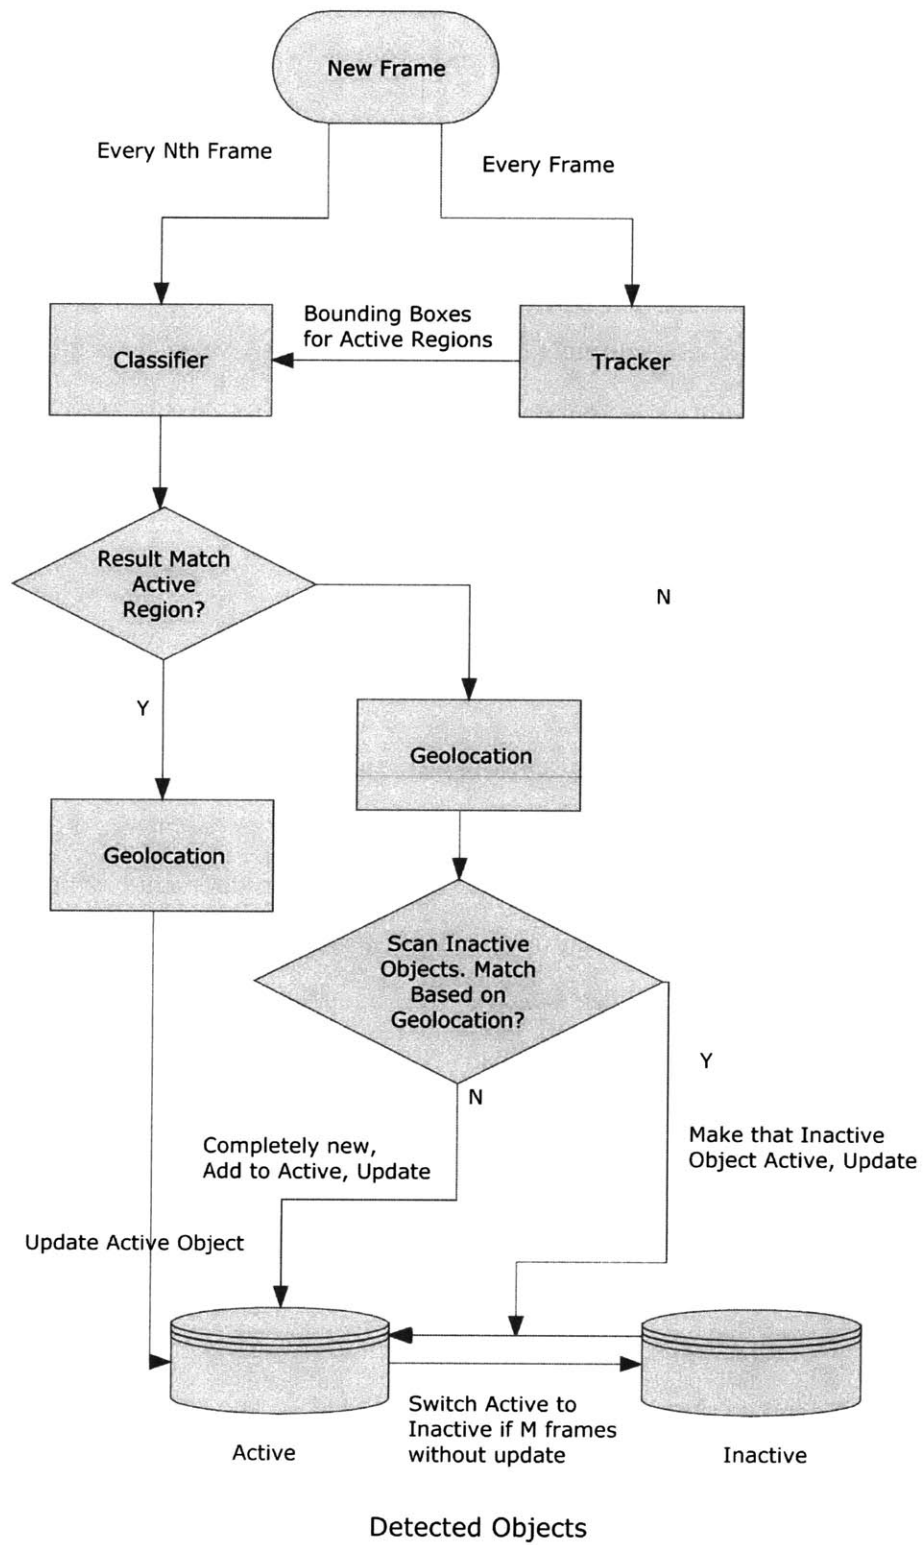 New Frame
Every Nth Frame
Every Frame
Bounding Boxes
for Active Regions
Classifier
Tracker
Result Match
Active
Region?
N
Y
Geolocation
Geolocation
Scan Inactive
Objects. Match
Based on
Geolocation?
Y
N
Make that Inactive
Object Active, Update
Completely new,
Add to Active, Update
Update Active Object
Switch Active to
Inactive if M frames
without update
Active
Inactive
Detected Objects